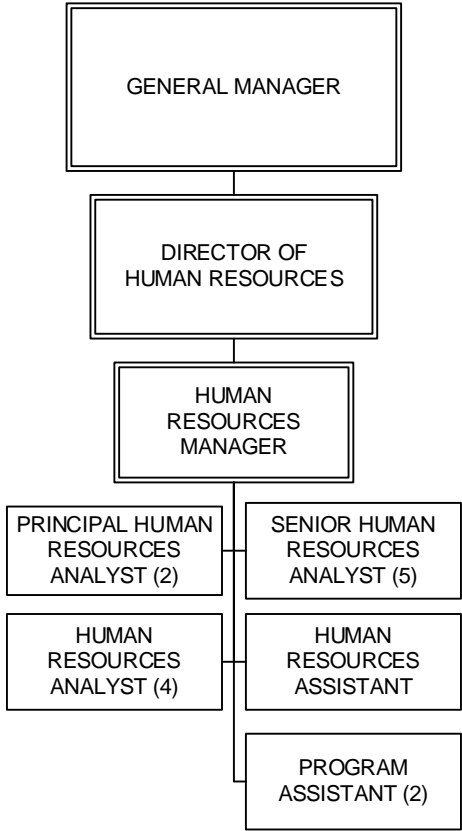 GENERAL MANAGER
DIRECTOR OF
HUMAN RESOURCES
HUMAN
RESOURCES
MANAGER
PRINCIPAL HUMAN
RESOURCES
ANALYST (2)
SENIOR HUMAN
RESOURCES
ANALYST (5)
HUMAN
RESOURCES
ANALYST (4)
HUMAN
RESOURCES
ASSISTANT
PROGRAM
ASSISTANT (2)